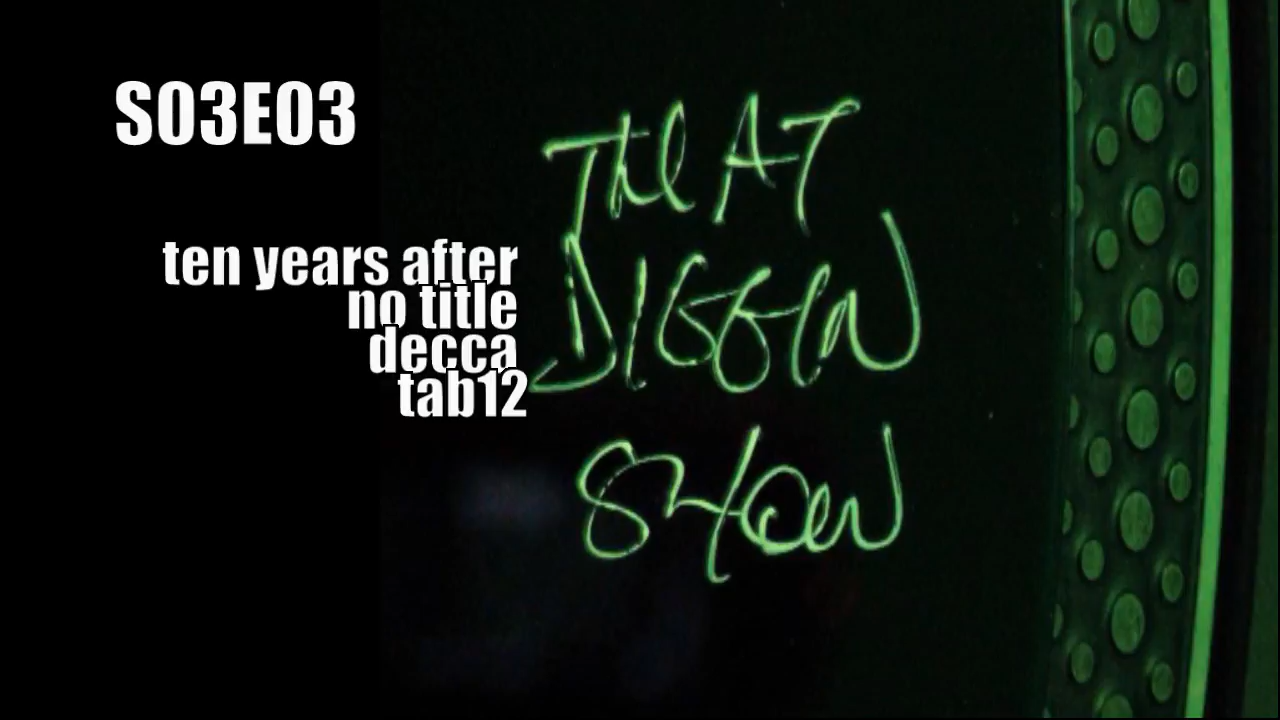 S03E03
ten years after
no title
decca
tab12
The AT
DIGGIN
SHOW